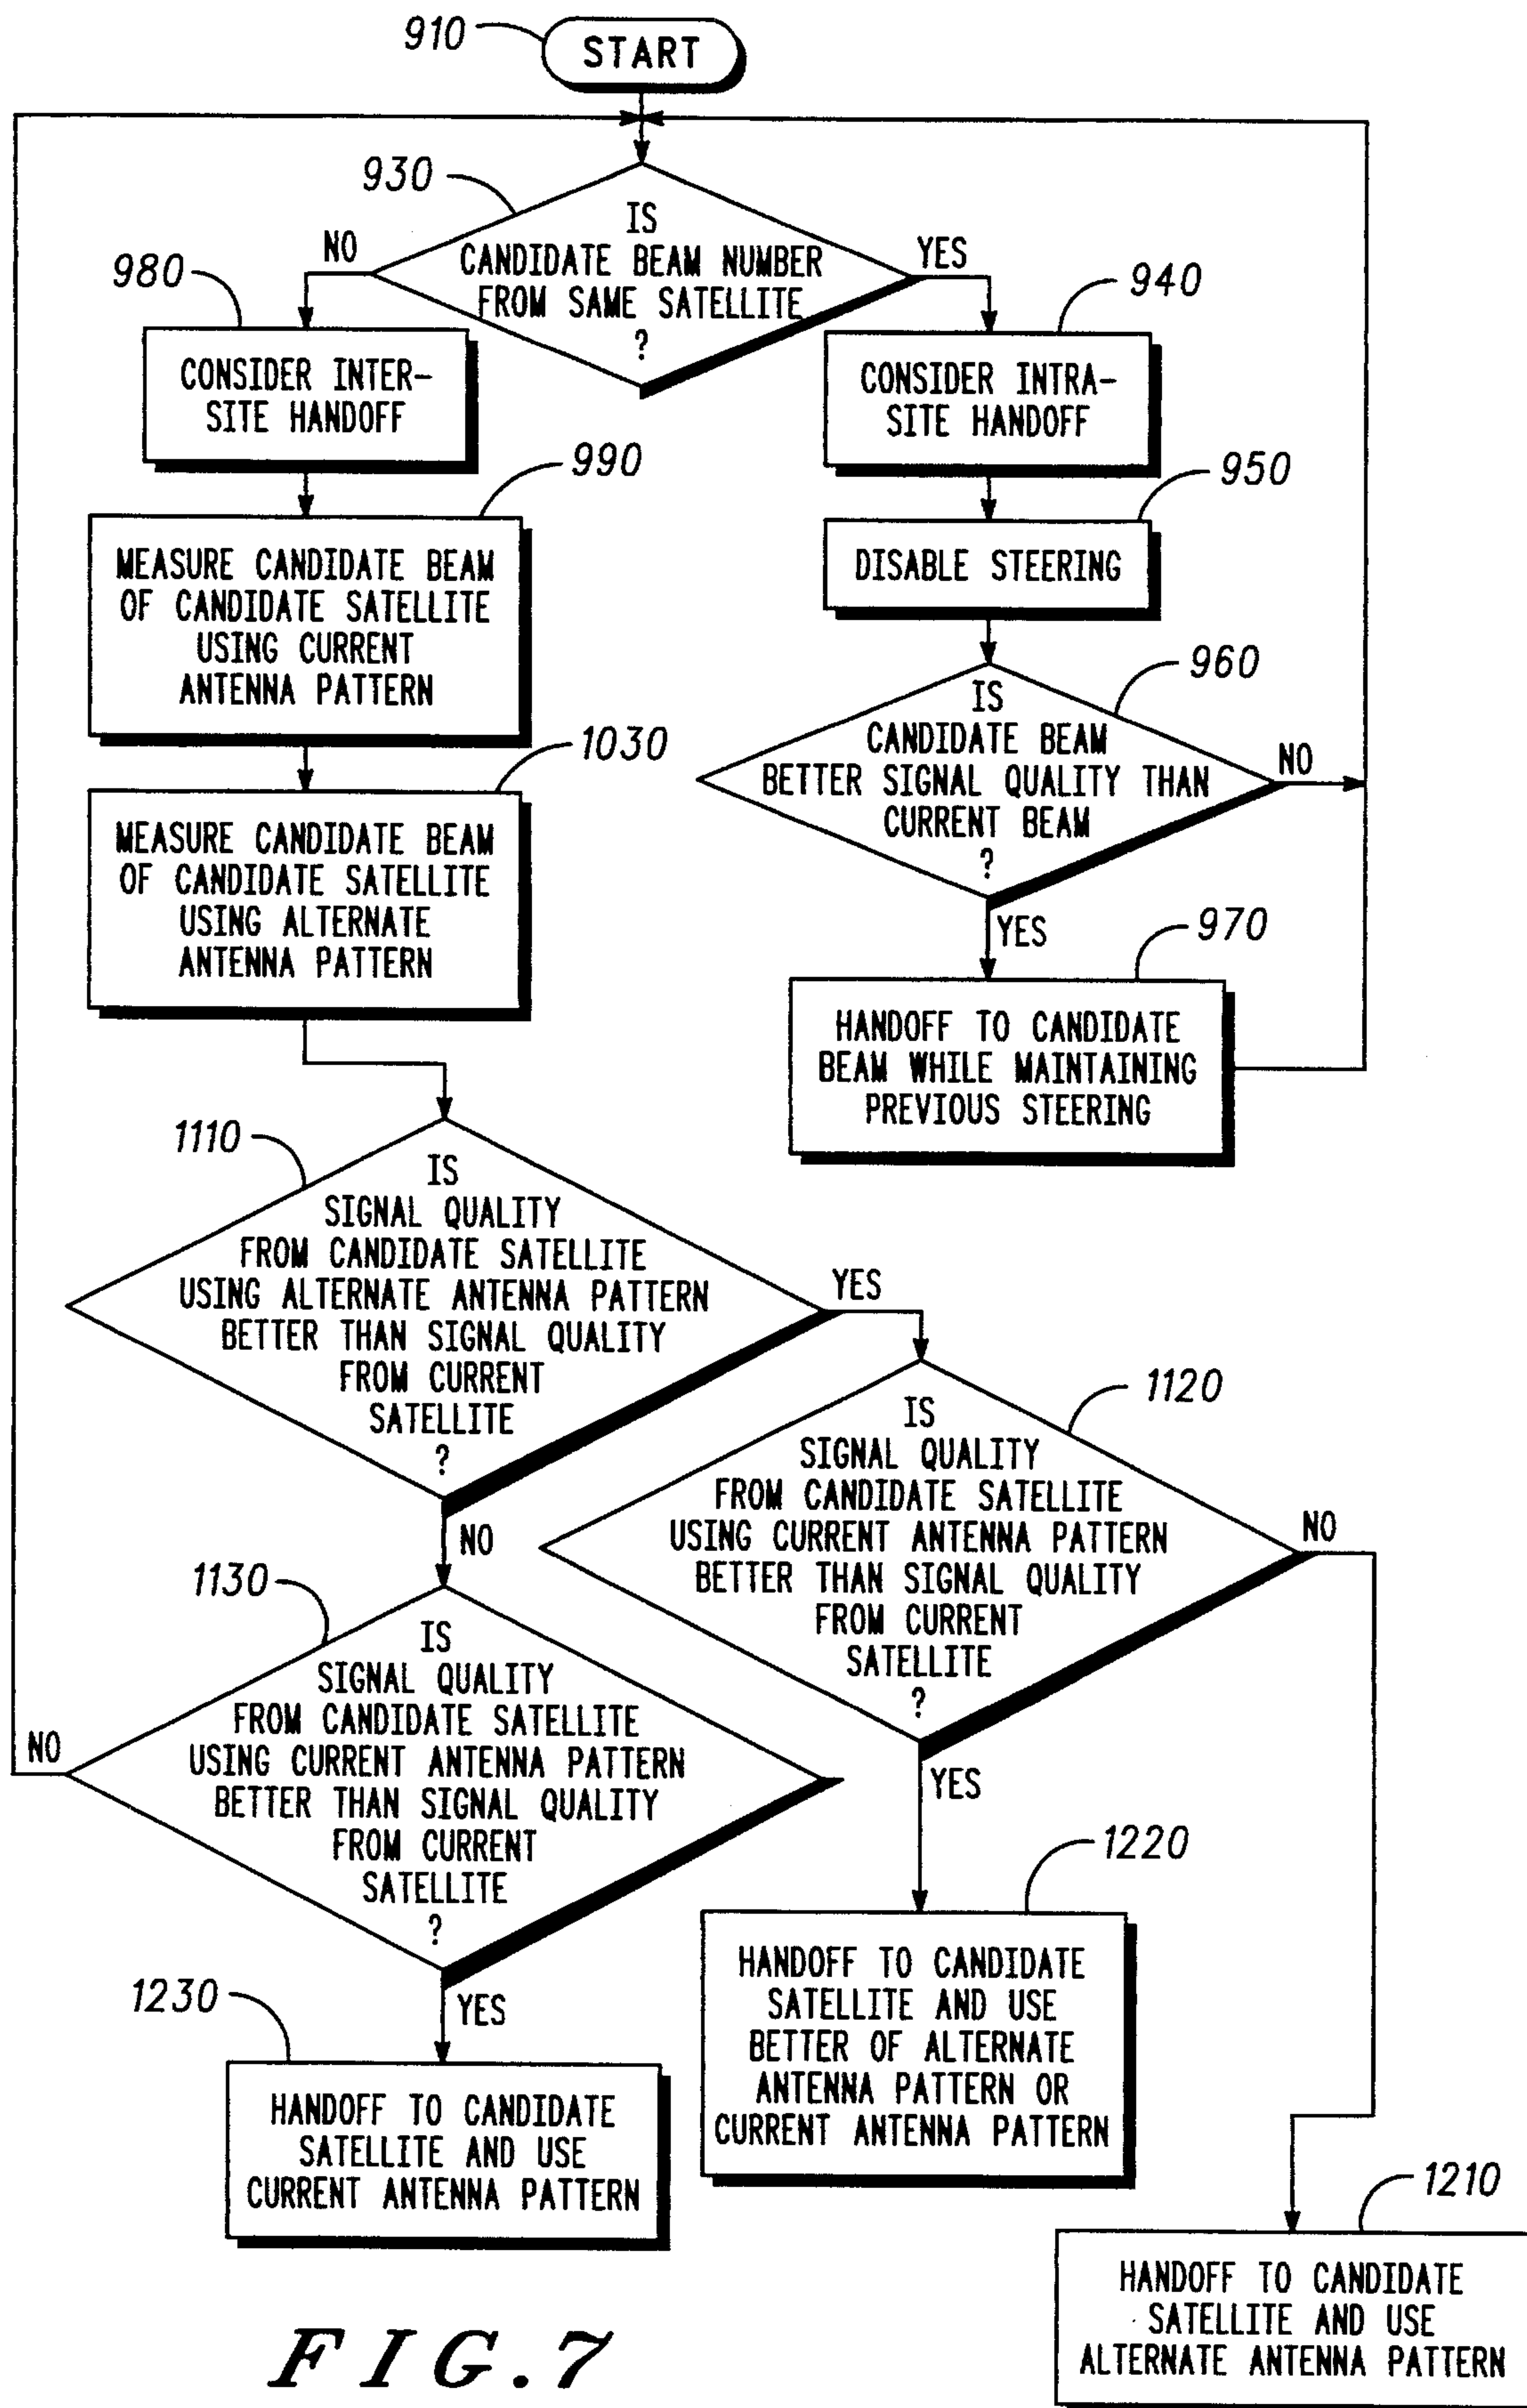 910
START
930
IS
CANDIDATE BEAM NUMBER
FROM SAME SATELLITE
?
NO
YES
980
CONSIDER INTER-
SITE HANDOFF
940
CONSIDER INTRA-
SITE HANDOFF
990
MEASURE CANDIDATE BEAM
OF CANDIDATE SATELLITE
USING CURRENT
ANTENNA PATTERN
950
DISABLE STEERING
960
IS
CANDIDATE BEAM
BETTER SIGNAL QUALITY THAN
CURRENT BEAM
?
NO
YES
1030
MEASURE CANDIDATE BEAM
OF CANDIDATE SATELLITE
USING ALTERNATE
ANTENNA PATTERN
970
HANDOFF TO CANDIDATE
BEAM WHILE MAINTAINING
PREVIOUS STEERING
1110
IS
SIGNAL QUALITY
FROM CANDIDATE SATELLITE
USING ALTERNATE ANTENNA PATTERN
BETTER THAN SIGNAL QUALITY
FROM CURRENT
SATELLITE
?
YES
NO
1120
IS
SIGNAL QUALITY
FROM CANDIDATE SATELLITE
USING CURRENT ANTENNA PATTERN
BETTER THAN SIGNAL QUALITY
FROM CURRENT
SATELLITE
?
NO
YES
1130
IS
SIGNAL QUALITY
FROM CANDIDATE SATELLITE
USING CURRENT ANTENNA PATTERN
BETTER THAN SIGNAL QUALITY
FROM CURRENT
SATELLITE
?
NO
YES
1220
HANDOFF TO CANDIDATE
SATELLITE AND USE
BETTER OF ALTERNATE
ANTENNA PATTERN OR
CURRENT ANTENNA PATTERN
1230
HANDOFF TO CANDIDATE
SATELLITE AND USE
CURRENT ANTENNA PATTERN
1210
HANDOFF TO CANDIDATE
SATELLITE AND USE
ALTERNATE ANTENNA PATTERN
FIG.7